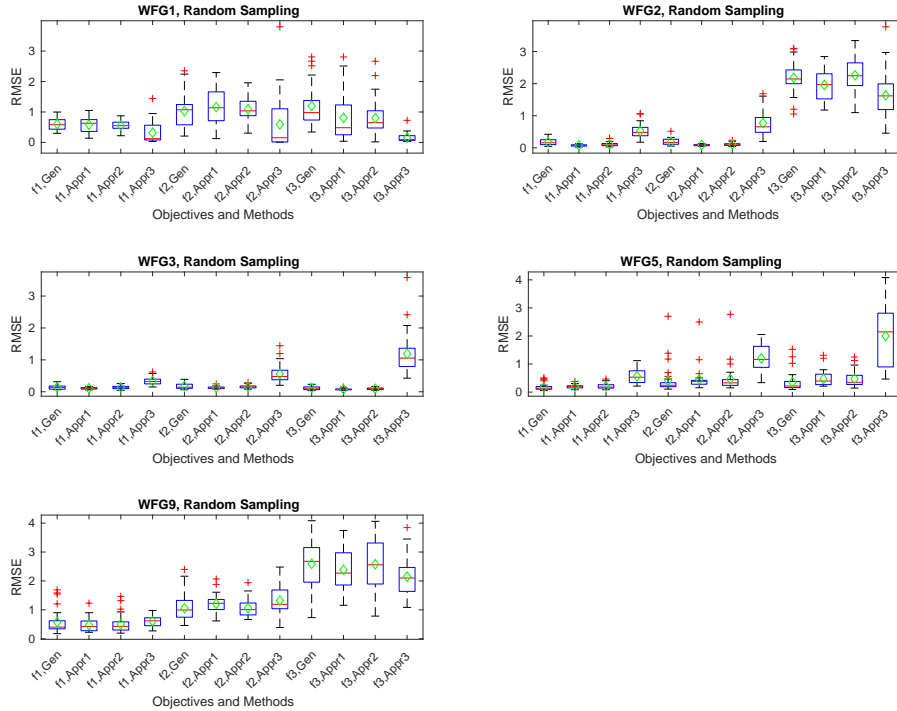 WFG1, Random Sampling
RMSE
3
2
1
0
f1,Gen
f1,Appr1
f1,Appr2
f1,Appr3
f2,Gen
f2,Appr1
f2,Appr2
f2,Appr3
f3,Gen
f3,Appr1
f3,Appr2
f3,Appr3
Objectives and Methods
WFG2, Random Sampling
RMSE
3
2
1
0
f1,Gen
f1,Appr1
f1,Appr2
f1,Appr3
f2,Gen
f2,Appr1
f2,Appr2
f2,Appr3
f3,Gen
f3,Appr1
f3,Appr2
f3,Appr3
Objectives and Methods
WFG3, Random Sampling
RMSE
3
2
1
0
f1,Gen
f1,Appr1
f1,Appr2
f1,Appr3
f2,Gen
f2,Appr1
f2,Appr2
f2,Appr3
f3,Gen
f3,Appr1
f3,Appr2
f3,Appr3
Objectives and Methods
WFG5, Random Sampling
RMSE
4
3
2
1
0
f1,Gen
f1,Appr1
f1,Appr2
f1,Appr3
f2,Gen
f2,Appr1
f2,Appr2
f2,Appr3
f3,Gen
f3,Appr1
f3,Appr2
f3,Appr3
Objectives and Methods
WFG9, Random Sampling
RMSE
4
3
2
1
0
f1,Gen
f1,Appr1
f1,Appr2
f1,Appr3
f2,Gen
f2,Appr1
f2,Appr2
f2,Appr3
f3,Gen
f3,Appr1
f3,Appr2
f3,Appr3
Objectives and Methods